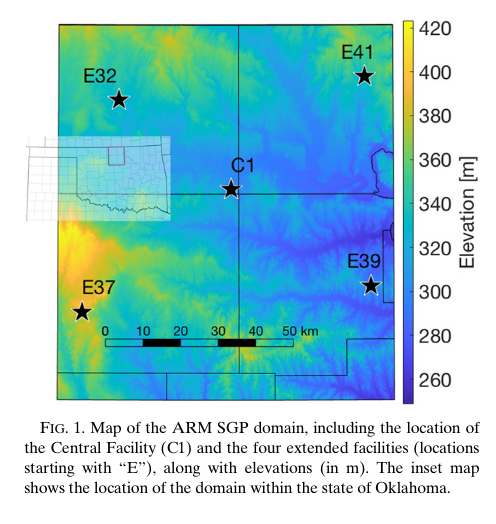 E41
E32
C1
E39
E37
0 10 20 30 40 50 km
420
400
380
360
340
320
300
280
260
Elevation [m]
FIG. 1. Map of the ARM SGP domain, including the location of
the Central Facility (C1) and the four extended facilities (locations
starting with “E”), along with elevations (in m). The inset map
shows the location of the domain within the state of Oklahoma.